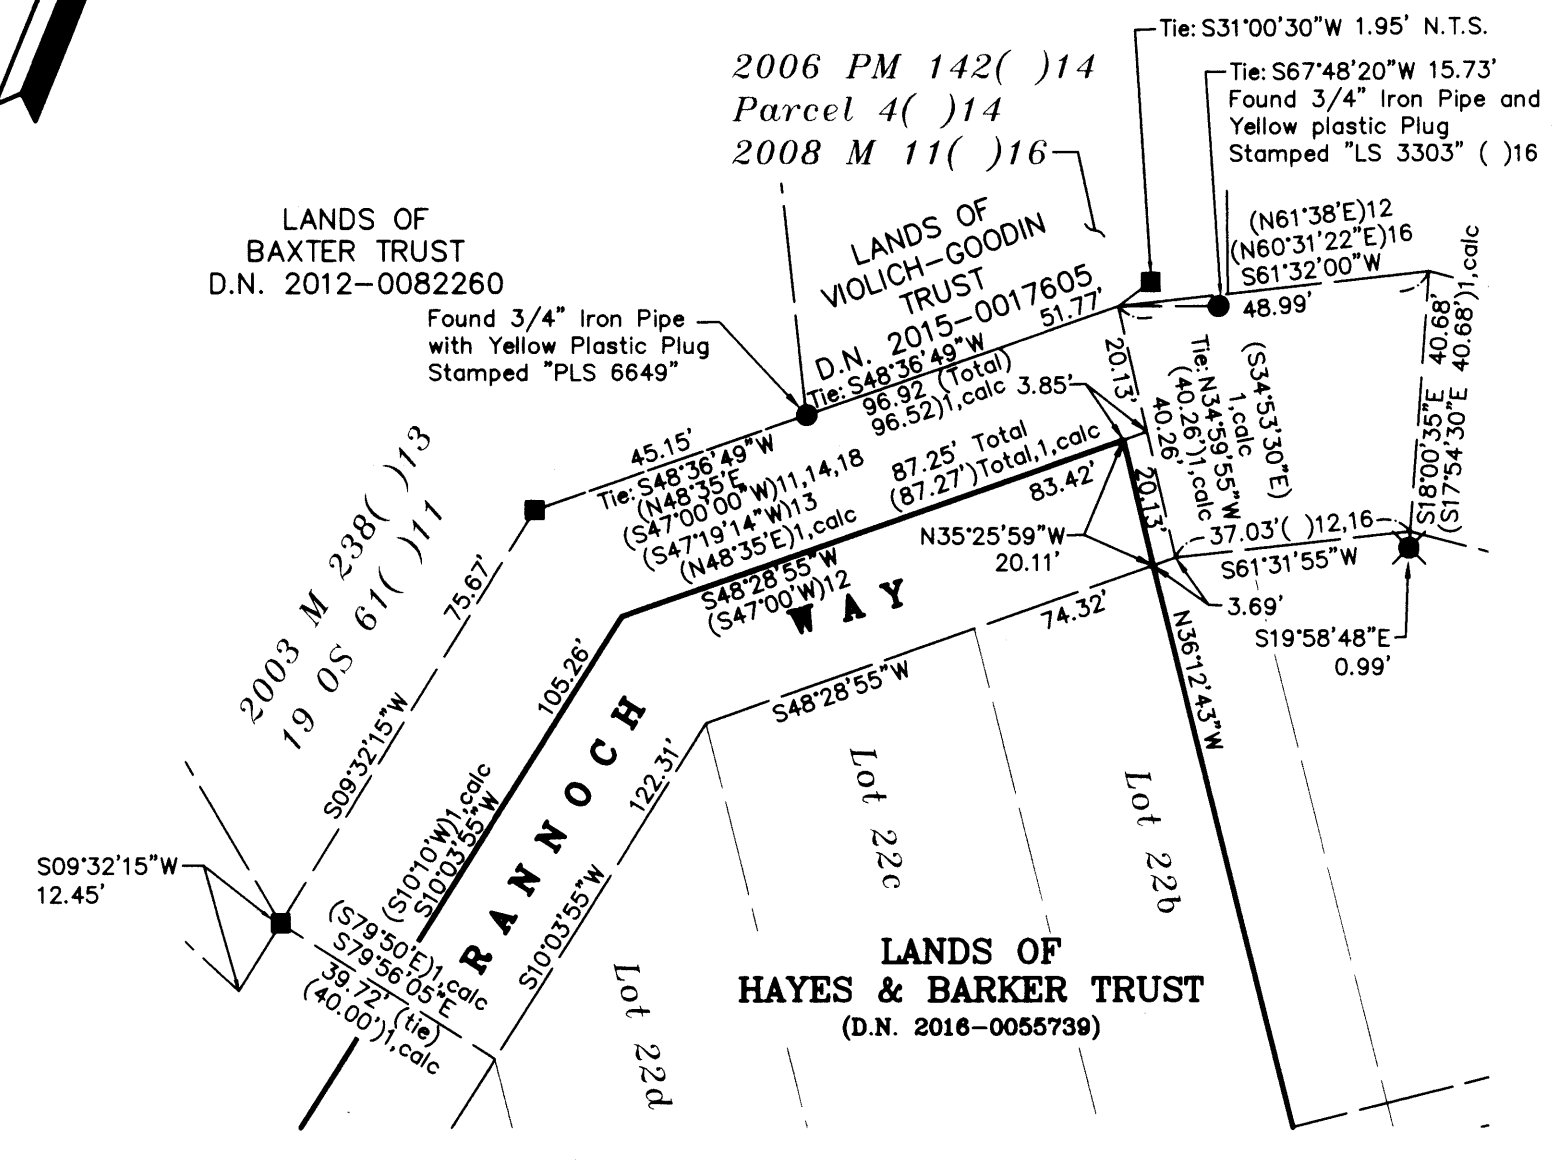 Tie: S31°00'30"W 1.95' N.T.S.
2006 PM 142( )14
Parcel 4( )14
2008 M 11( )16
Tie: S67°48'20"W 15.73'
Found 3/4" Iron Pipe and
Yellow plastic Plug
Stamped "LS 3303" ( )16
LANDS OF
BAXTER TRUST
D.N. 2012-0082260
LANDS OF
VIOLICH-GOODIN
TRUST
D.N. 2015-0017605
(N61°38'E)12
(N60°31'22"E)16
S61°32'00"W
48.99'
S18°00'35"E 40.68'
(S17°54'30"E 40.68')1,calc
Found 3/4" Iron Pipe
with Yellow Plastic Plug
Stamped "PLS 6649"
51.77'
Tie: S48°36'49"W
96.92 (Total)
96.52)1,calc
3.85'
20.13'
(S34°53'30"E)
1,calc
Tie: N34°59'55"W
(40.26')1,calc
40.26'
20.13'
45.15'
Tie: S48°36'49"W
(N48°35'E
(S47°00'00"W)11,14,18
(S47°19'14"W)13
(N48°35'E)1,calc
87.25' Total
(87.27')Total,1,calc
83.42'
S48°28'55"W
(S47°00'W)12
N35°25'59"W
20.11'
37.03'( )12,16
S61°31'55"W
3.69'
S19°58'48"E
0.99'
2003 M 238( )13
19 OS 61( )11
75.67'
S09°32'15"W
105.26'
(S10°10'W)1,calc
S10°03'55"W
RANNOCH
WAY
74.32'
S48°28'55"W
122.31'
S10°03'55"W
N36°12'43"W
Lot 22c
Lot 22b
Lot 22d
S09°32'15"W
12.45'
(S79°50'E)1,calc
S79°56'05"E
39.72' (tie)
(40.00')1,calc
LANDS OF
HAYES & BARKER TRUST
(D.N. 2016-0055739)